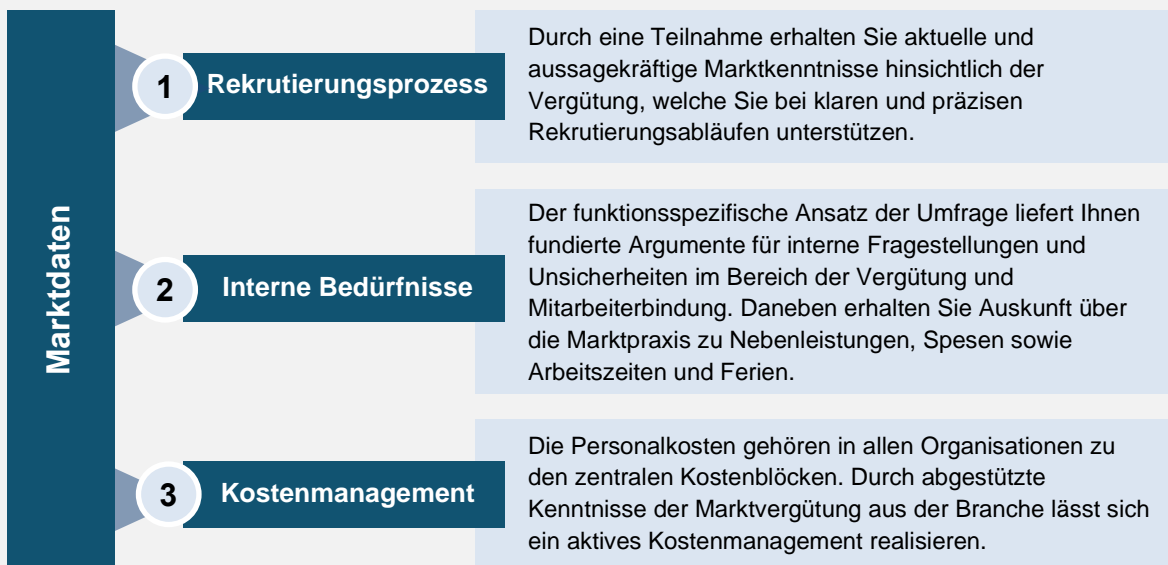 Marktdaten
1
Rekrutierungsprozess
Durch eine Teilnahme erhalten Sie aktuelle und
aussagekräftige Marktkenntnisse hinsichtlich der
Vergütung, welche Sie bei klaren und präzisen
Rekrutierungsabläufen unterstützen.
2
Interne Bedürfnisse
Der funktionsspezifische Ansatz der Umfrage liefert Ihnen
fundierte Argumente für interne Fragestellungen und
Unsicherheiten im Bereich der Vergütung und
Mitarbeiterbindung. Daneben erhalten Sie Auskunft über
die Marktpraxis zu Nebenleistungen, Spesen sowie
Arbeitszeiten und Ferien.
3
Kostenmanagement
Die Personalkosten gehören in allen Organisationen zu
den zentralen Kostenblöcken. Durch abgestützte
Kenntnisse der Marktvergütung aus der Branche lässt sich
ein aktives Kostenmanagement realisieren.